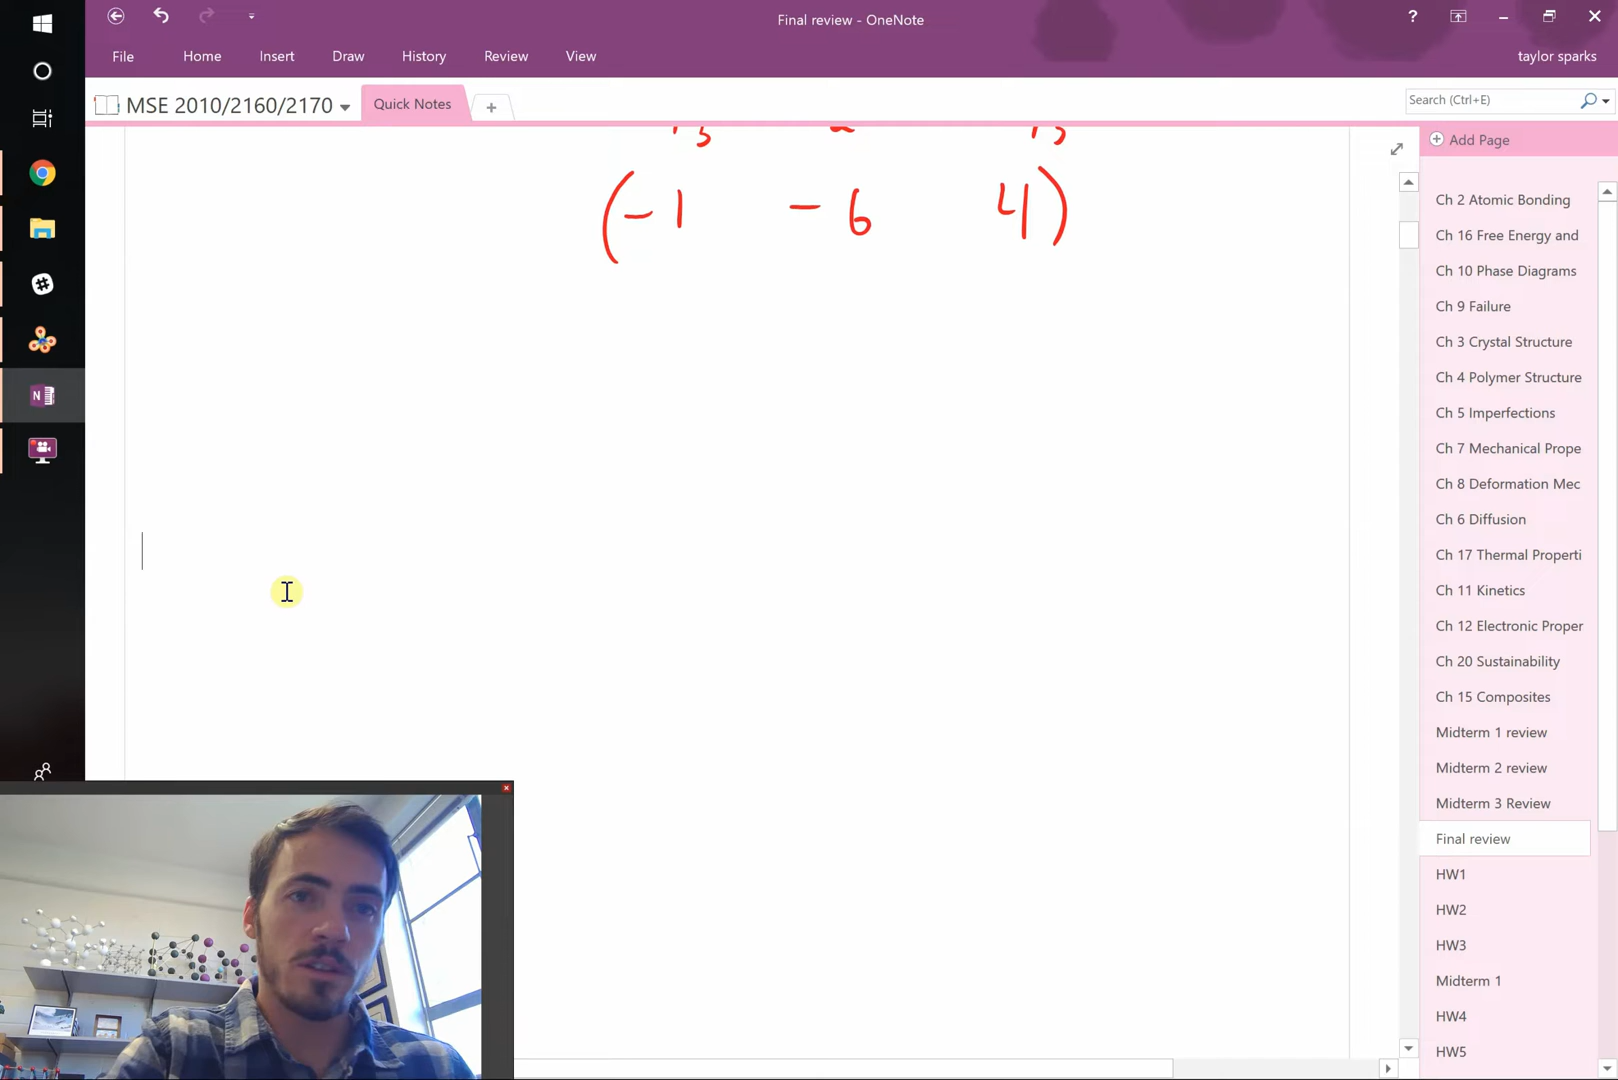 Final review - OneNote
File Home Insert Draw History Review View
taylor sparks
MSE 2010/2160/2170
Quick Notes
Search (Ctrl+E)
(-1 -6 4)
Add Page
Ch 2 Atomic Bonding
Ch 16 Free Energy and
Ch 10 Phase Diagrams
Ch 9 Failure
Ch 3 Crystal Structure
Ch 4 Polymer Structure
Ch 5 Imperfections
Ch 7 Mechanical Prope
Ch 8 Deformation Mec
Ch 6 Diffusion
Ch 17 Thermal Properti
Ch 11 Kinetics
Ch 12 Electronic Proper
Ch 20 Sustainability
Ch 15 Composites
Midterm 1 review
Midterm 2 review
Midterm 3 Review
Final review
HW1
HW2
HW3
Midterm 1
HW4
HW5